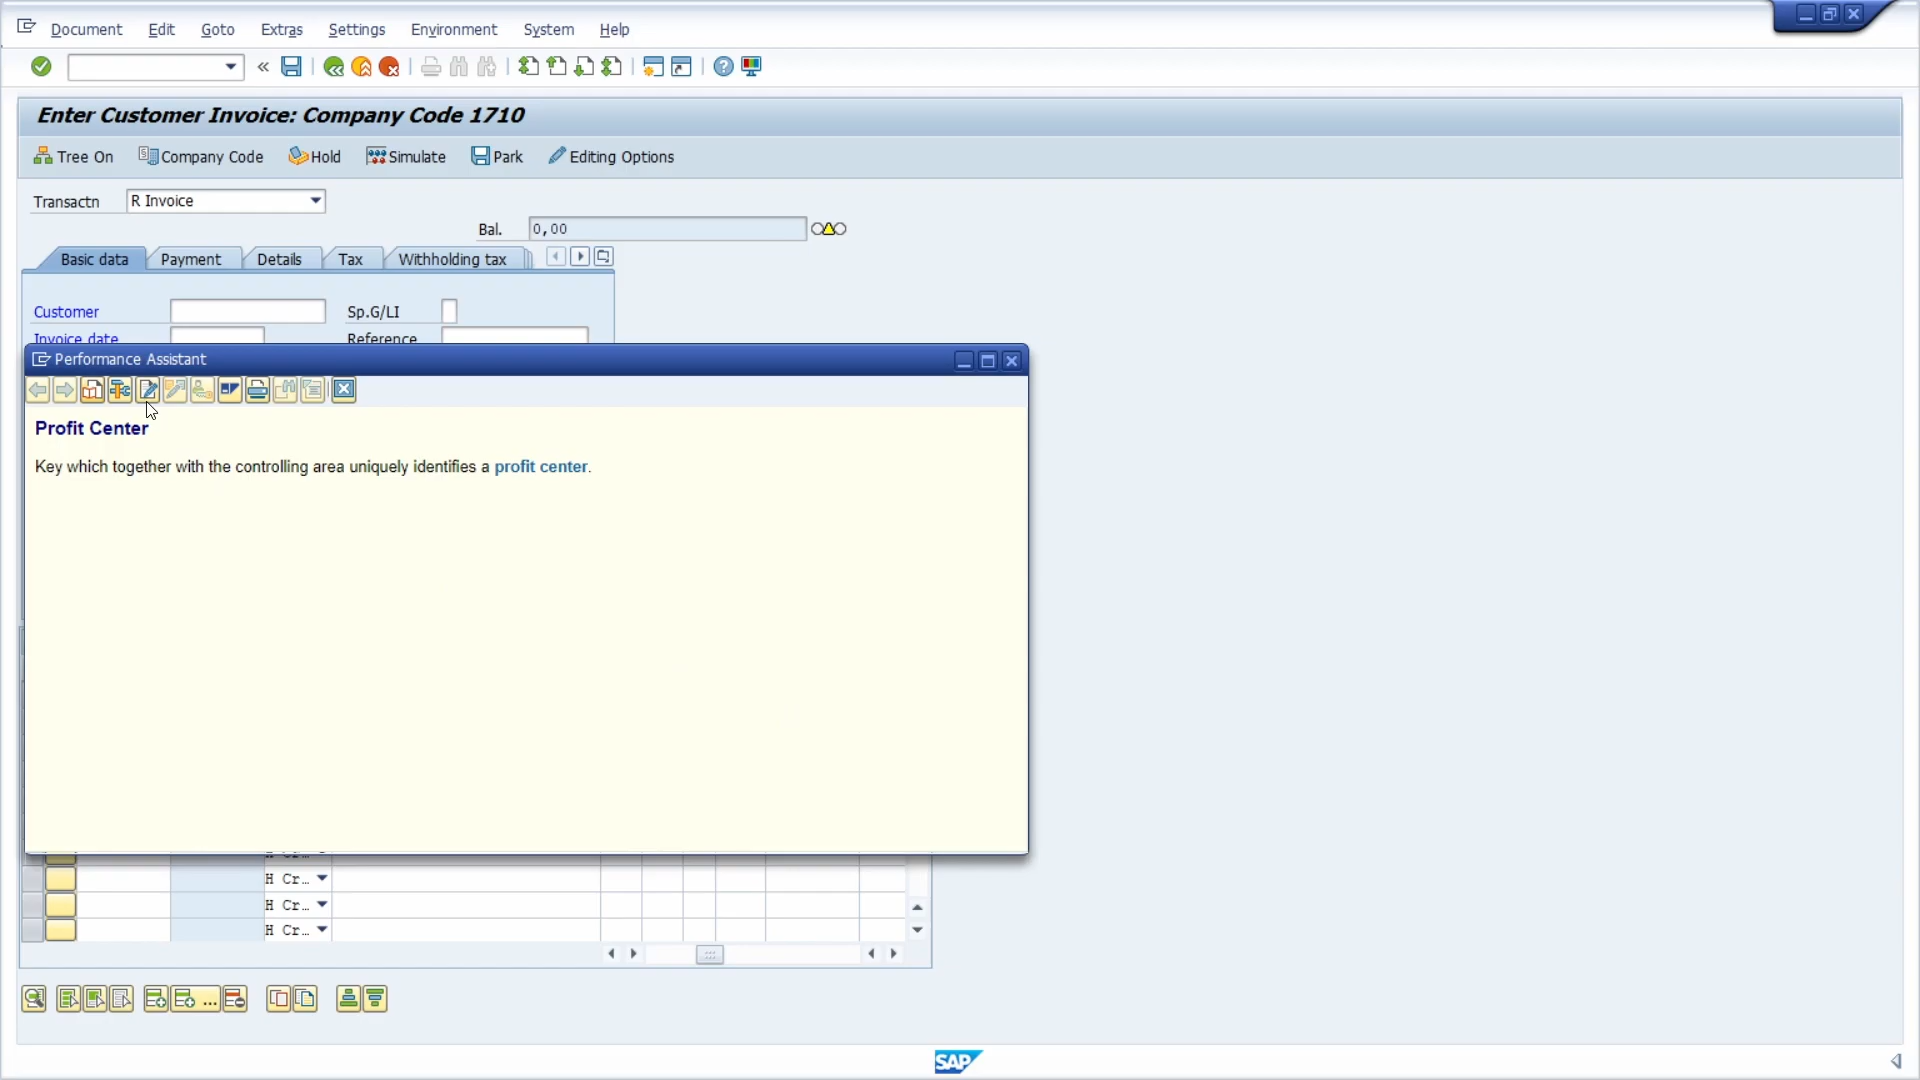 Document Edit Goto Extras Settings Environment System Help
Enter Customer Invoice: Company Code 1710
Tree On Company Code Hold Simulate Park Editing Options
Transactn R Invoice
Bal. 0,00
Basic data Payment Details Tax Withholding tax
Customer Sp.G/LI
Invoice date Reference
Performance Assistant
Profit Center
Key which together with the controlling area uniquely identifies a profit center.
H Cr...
H Cr...
H Cr...
H Cr...
SAP